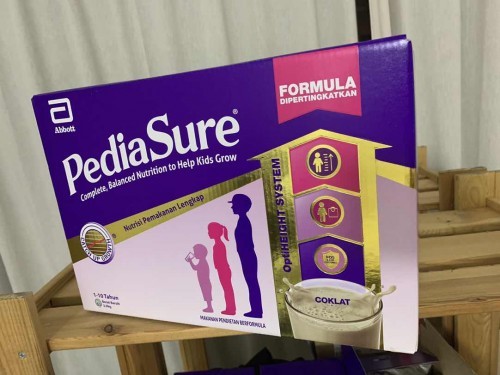 Abbott
PediaSure®
Complete, Balanced Nutrition to Help Kids Grow
Nutrisi Pemakanan Lengkap
FORMULA
DIPERTINGKATKAN
OptiHEIGHT SYSTEM
COKLAT
1-10 Tahun
MAKANAN PENDIETAN BERFORMULA